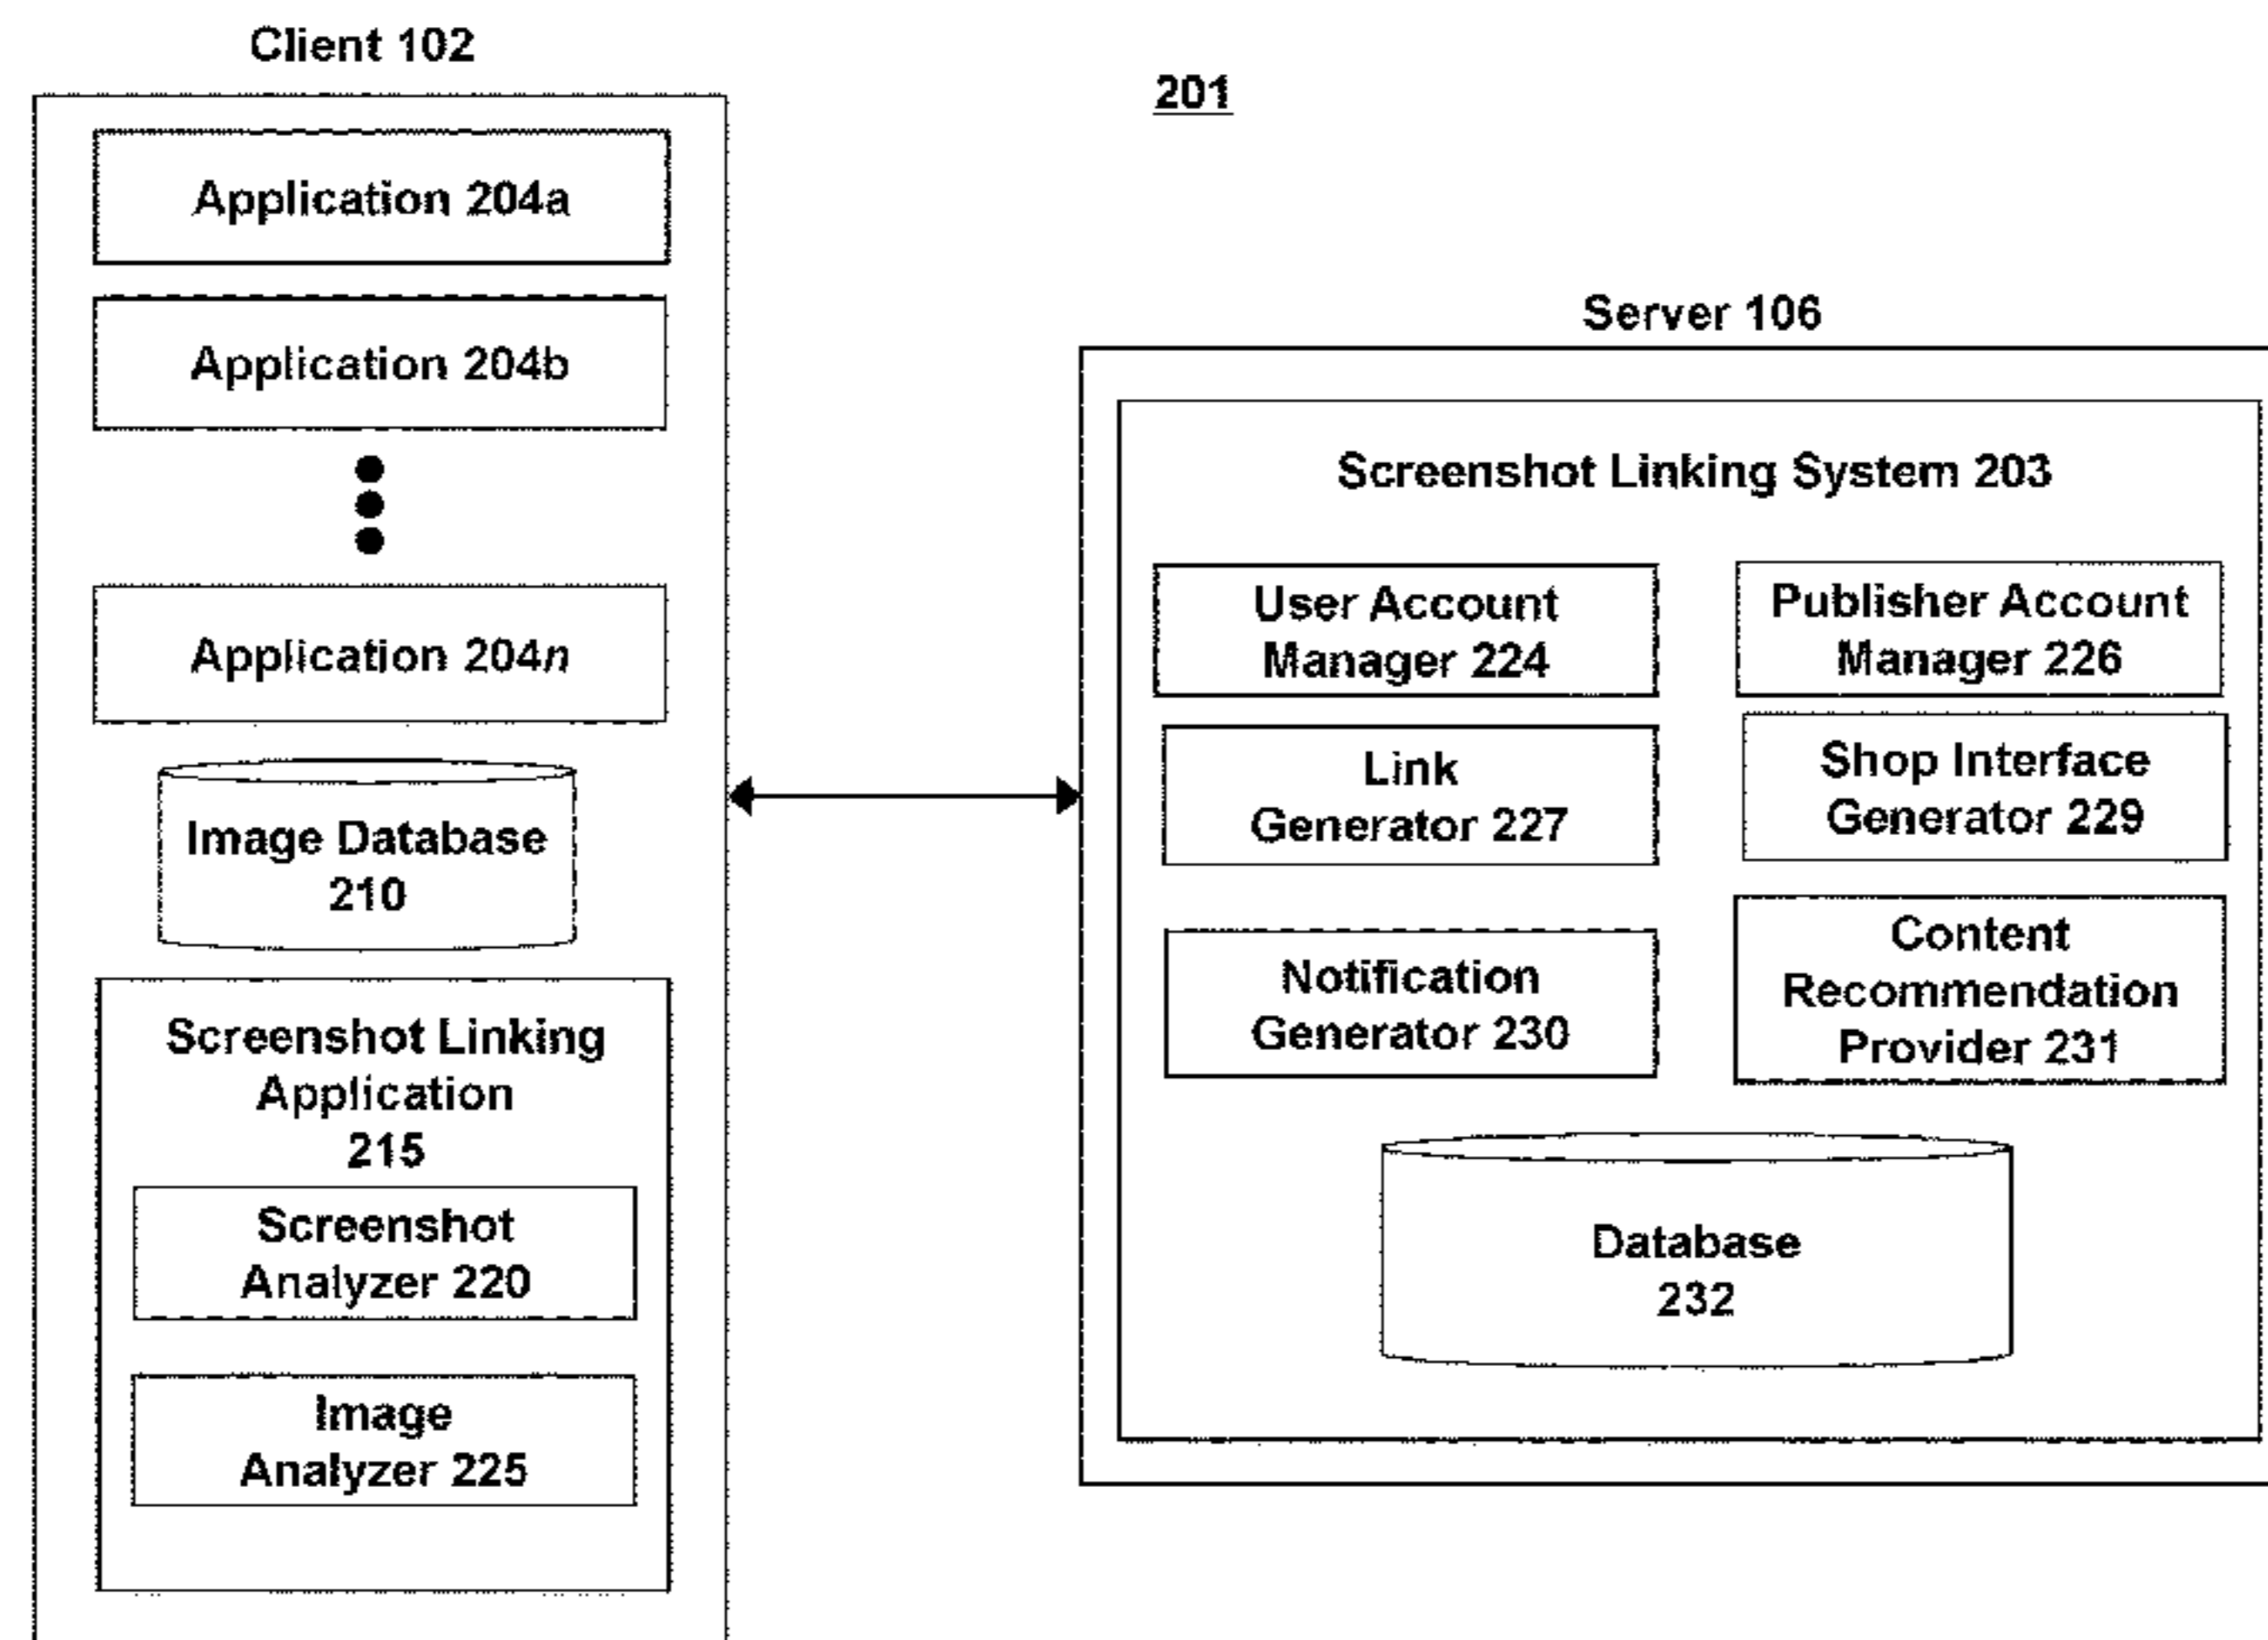 Client 102
201
Application 204a
Application 204b
Application 204n
Image Database
210
Screenshot Linking
Application
215
Screenshot
Analyzer 220
Image
Analyzer 225
Server 106
Screenshot Linking System 203
User Account
Manager 224
Publisher Account
Manager 226
Link
Generator 227
Shop Interface
Generator 229
Notification
Generator 230
Content
Recommendation
Provider 231
Database
232